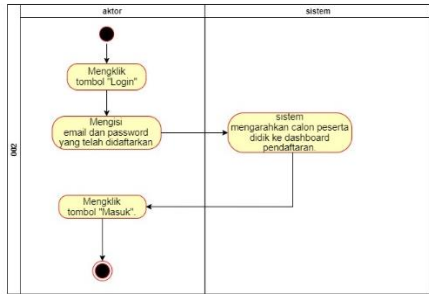 aktor
sistem
002
Mengklik
tombol "Login"
Mengisi
email dan password
yang telah didaftarkan
sistem
mengarahkan calon peserta
didik ke dashboard
pendaftaran.
Mengklik
tombol "Masuk".